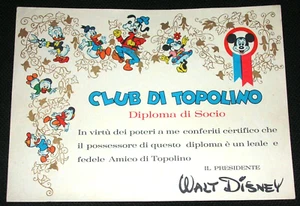 CLUB DI TOPOLINO
Diploma di Socio
In virtù dei poteri a me conferiti certifico che
il possessore di questo diploma è un leale e
fedele Amico di Topolino
IL PRESIDENTE
WALT DISNEY